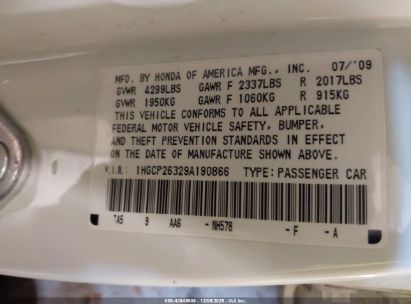 MFD. BY HONDA OF AMERICA MFG., INC. 07/'09
GVWR 4299LBS GAWR F 2337LBS R 2017LBS
GVWR 1950KG GAWR F 1060KG R 915KG
THIS VEHICLE CONFORMS TO ALL APPLICABLE
FEDERAL MOTOR VEHICLE SAFETY, BUMPER,
AND THEFT PREVENTION STANDARDS IN EFFECT
ON THE DATE OF MANUFACTURE SHOWN ABOVE.
V.I.N.: 1HGCP26329A190866 TYPE: PASSENGER CAR
TA5 9 AA6 -NH578 -F -A